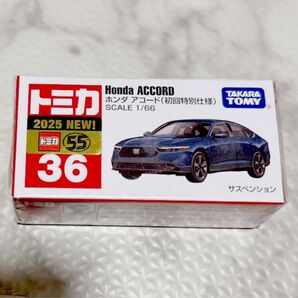 トミカ
2025 NEW!
トミカ 55
36
Honda ACCORD
ホンダ アコード(初回特別仕様)
SCALE 1/66
TAKARA TOMY
サスペンション